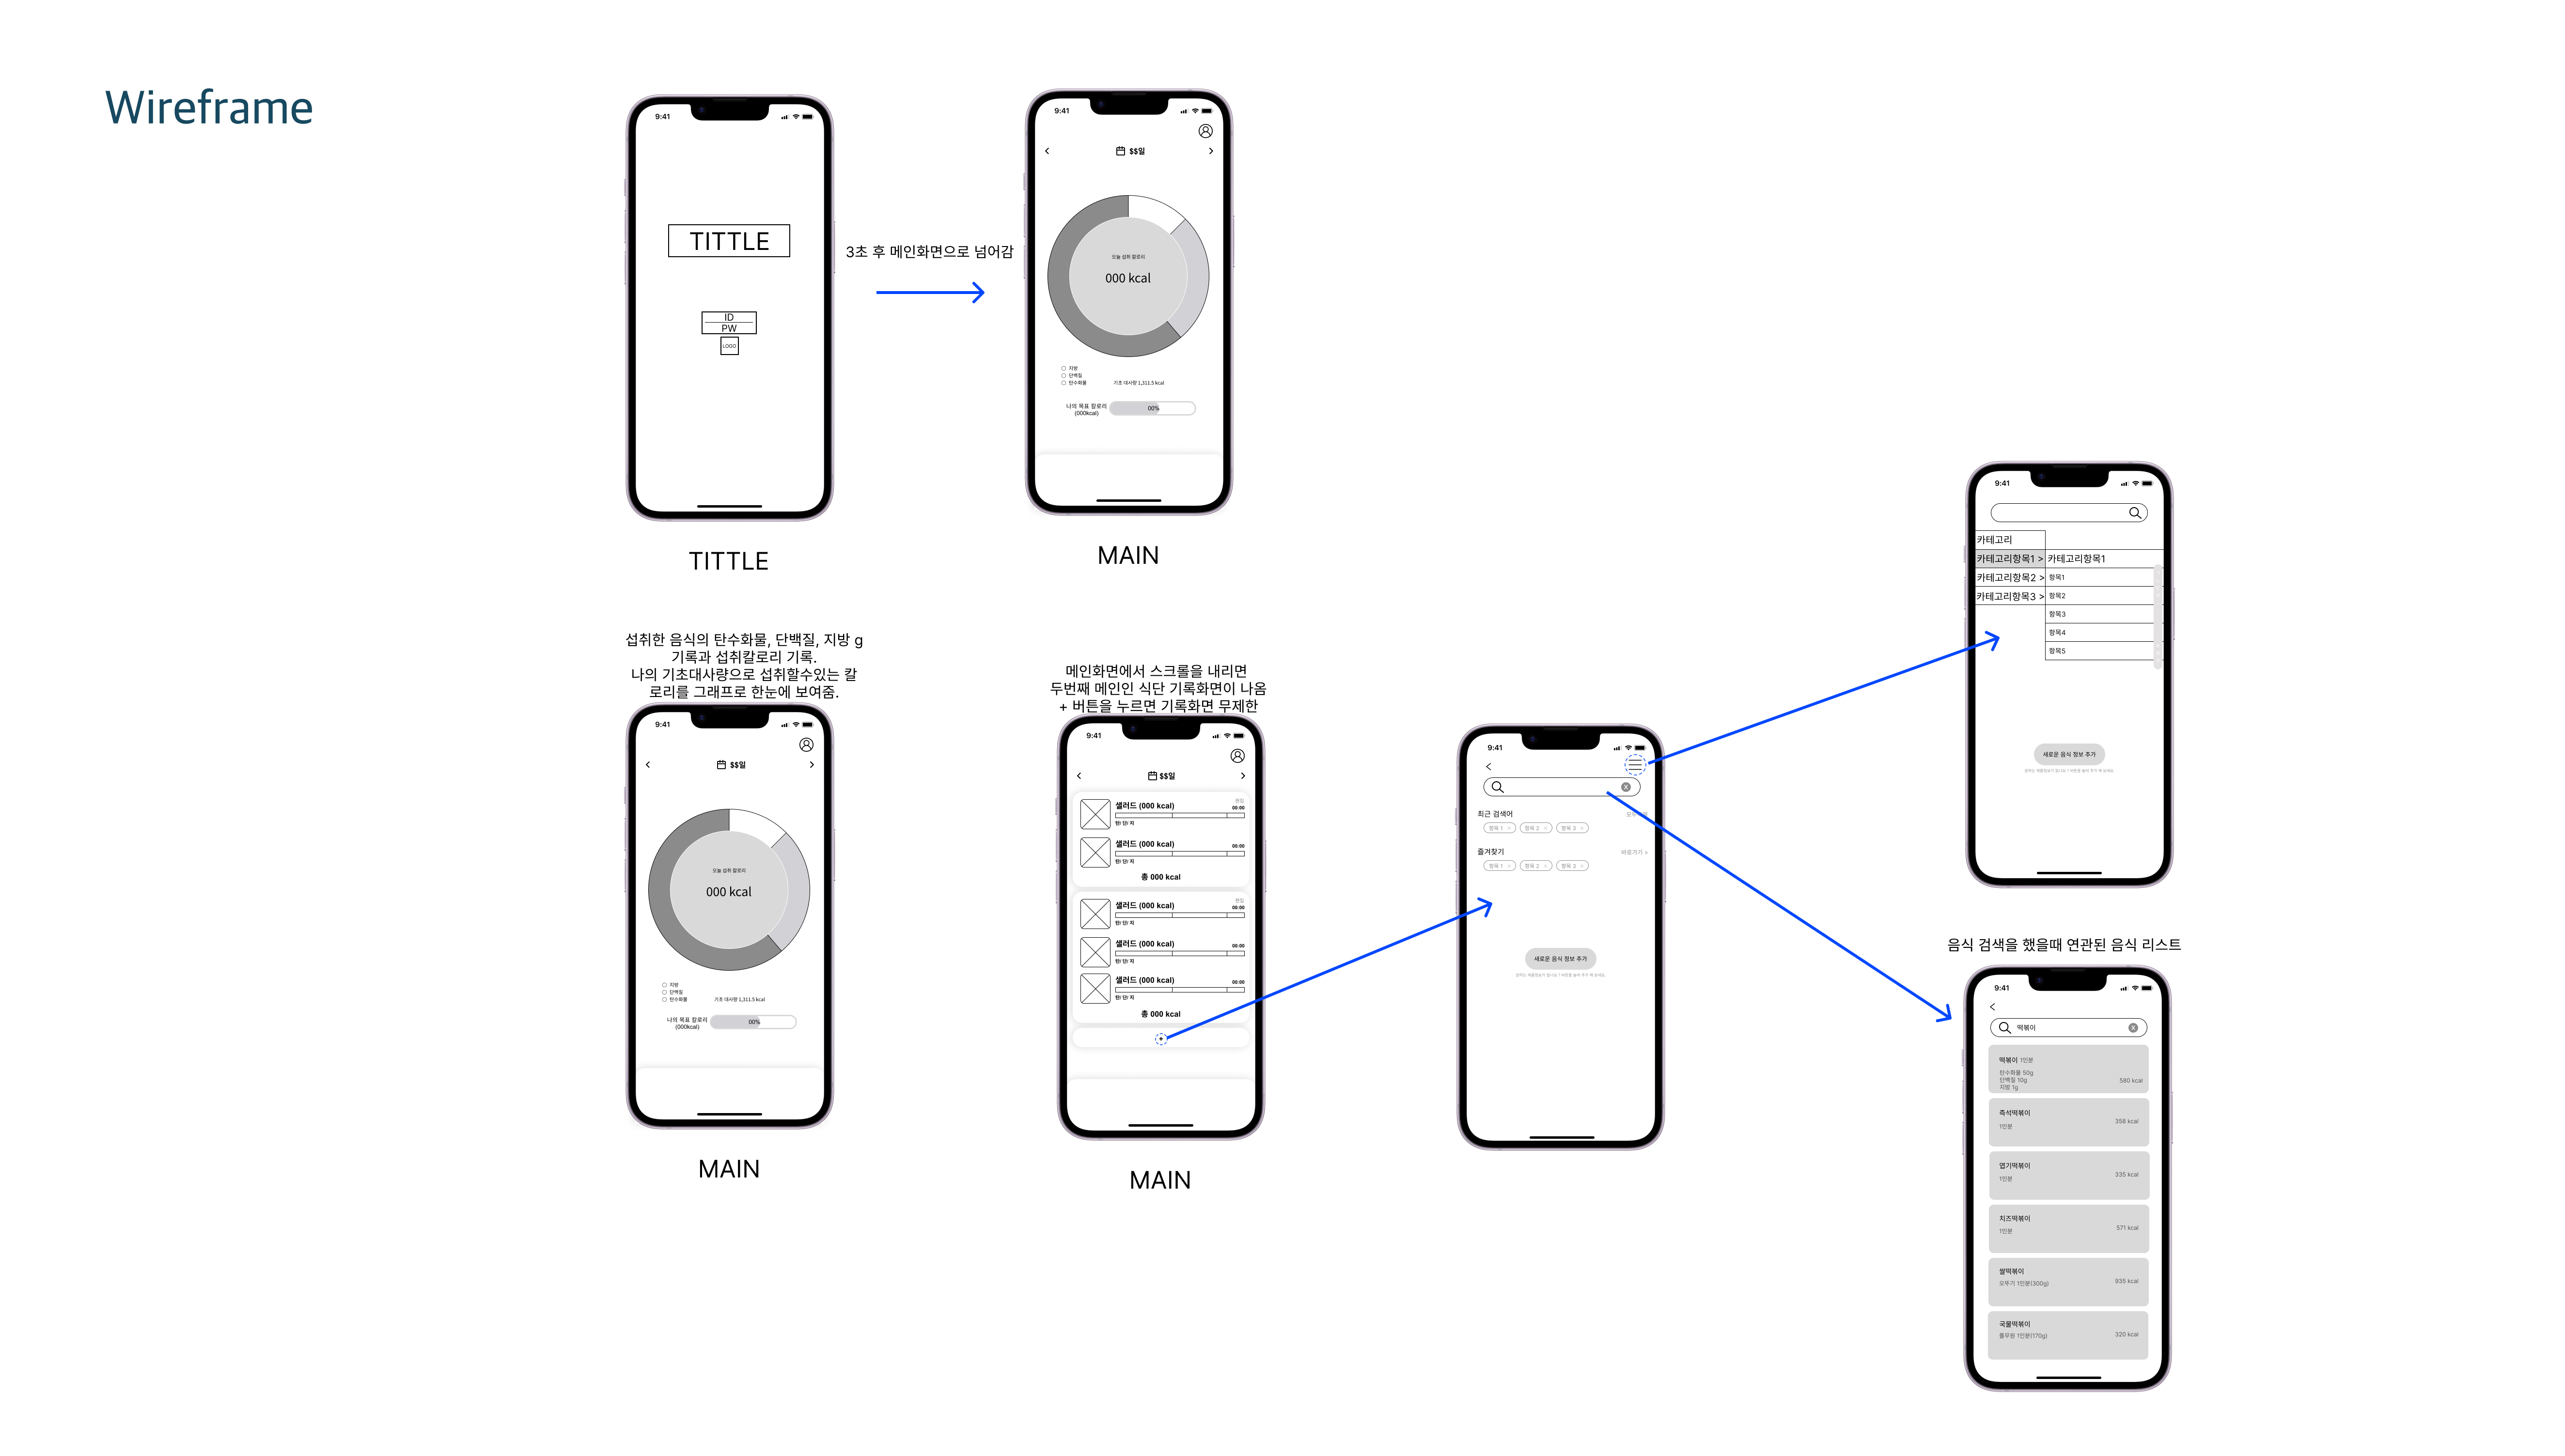 Wireframe
9:41
TITTLE
ID
PW
LOGO
TITTLE
3초 후 메인화면으로 넘어감
9:41
$$일
오늘 섭취 칼로리
000 kcal
지방
단백질
탄수화물
기초 대사량 1,311.5 kcal
나의 목표 칼로리
(000kcal)
00%
MAIN
섭취한 음식의 탄수화물, 단백질, 지방 g
기록과 섭취칼로리 기록.
나의 기초대사량으로 섭취할수있는 칼
로리를 그래프로 한눈에 보여줌.
9:41
$$일
오늘 섭취 칼로리
000 kcal
지방
단백질
탄수화물
기초 대사량 1,311.5 kcal
나의 목표 칼로리
(000kcal)
00%
MAIN
메인화면에서 스크롤을 내리면
두번째 메인인 식단 기록화면이 나옴
+ 버튼을 누르면 기록화면 무제한
9:41
$$일
편집
샐러드 (000 kcal)
00:00
탄/ 단/ 지
샐러드 (000 kcal)
00:00
탄/ 단/ 지
총 000 kcal
편집
샐러드 (000 kcal)
00:00
탄/ 단/ 지
샐러드 (000 kcal)
00:00
탄/ 단/ 지
샐러드 (000 kcal)
00:00
탄/ 단/ 지
총 000 kcal
+
MAIN
9:41
X
최근 검색어
항목 1 ×
항목 2 ×
항목 3 ×
즐겨찾기
바로가기 >
항목 1 ×
항목 2 ×
항목 3 ×
새로운 음식 정보 추가
9:41
카테고리
카테고리항목1 >
카테고리항목2 >
카테고리항목3 >
카테고리항목1
항목1
항목2
항목3
항목4
항목5
새로운 음식 정보 추가
음식 검색을 했을때 연관된 음식 리스트
9:41
떡볶이
X
떡볶이 1인분
탄수화물 50g
단백질 10g
지방 1g
580 kcal
즉석떡볶이
1인분
358 kcal
엽기떡볶이
1인분
335 kcal
치즈떡볶이
1인분
571 kcal
쌀떡볶이
오뚜기 1인분(300g)
935 kcal
국물떡볶이
풀무원 1인분(170g)
320 kcal